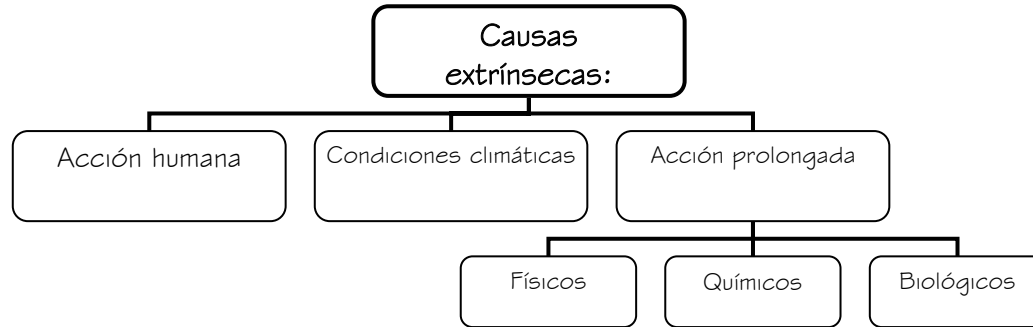 Causas
extrínsecas:
Acción humana
Condiciones climáticas
Acción prolongada
Físicos
Químicos
Biológicos